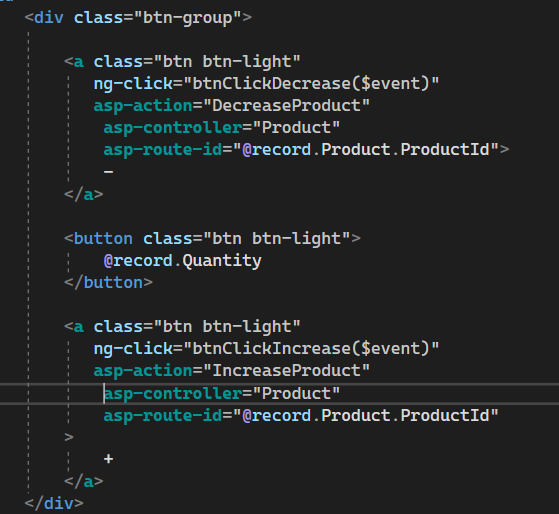 <div class="btn-group">
<a class="btn btn-light"
ng-click="btnClickDecrease($event)"
asp-action="DecreaseProduct"
asp-controller="Product"
asp-route-id="@record.Product.ProductId">
–
</a>
<button class="btn btn-light">
@record.Quantity
</button>
<a class="btn btn-light"
ng-click="btnClickIncrease($event)"
asp-action="IncreaseProduct"
asp-controller="Product"
asp-route-id="@record.Product.ProductId"
>
+
</a>
</div>